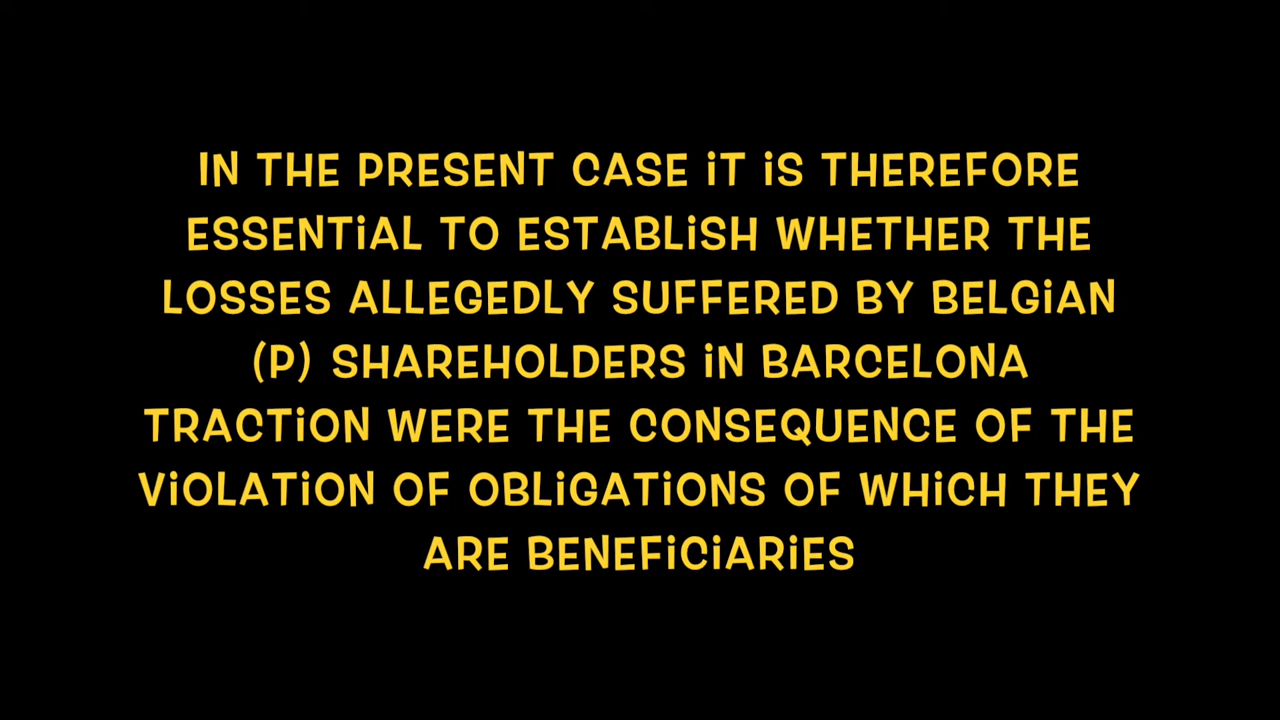 IN THE PRESENT CASE iT iS THEREFORE
ESSENTiAL TO ESTABLiSH WHETHER THE
LOSSES ALLEGEDLY SUFFERED BY BELGiAN
(P) SHAREHOLDERS iN BARCELONA
TRACTiON WERE THE CONSEQUENCE OF THE
ViOLATiON OF OBLiGATiONS OF WHiCH THEY
ARE BENEFiCiARiES